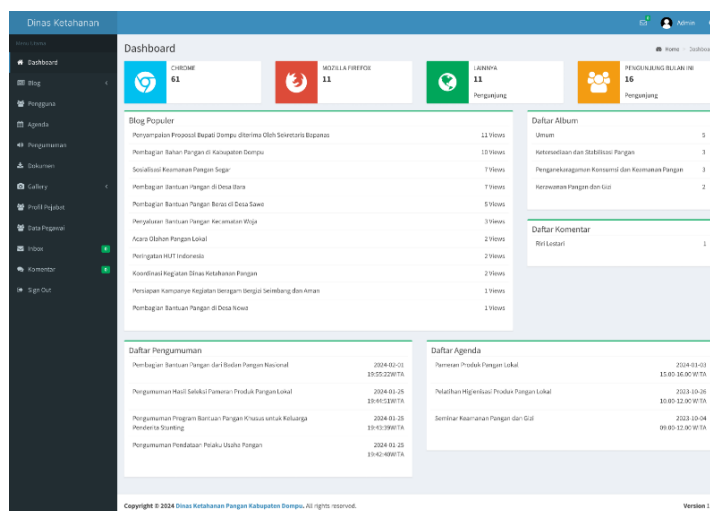 Dinas Ketahanan
Admin
Menu Utama
Dashboard
Blog
Pengguna
Agenda
Pengumuman
Dokumen
Gallery
Profil Pejabat
Data Pegawai
Inbox
Komentar
Sign Out
Dashboard
Home
CHROME
61
MOZILLA FIREFOX
11
LAINNYA
11
Pengunjung
PENGUNJUNG BULAN INI
16
Pengunjung
Blog Populer
Penyampaian Proposal Bupati Dompu diterima Oleh Sekretaris Bapanas 11 Views
Pembagian Bahan Pangan di Kabupaten Dompu 10 Views
Sosialisasi Keamanan Pangan Segar 7 Views
Pembagian Bantuan Pangan di Desa Bara 7 Views
Pembagian Bantuan Pangan Beras di Desa Sawe 5 Views
Penyaluran Bantuan Pangan Kecamatan Woja 3 Views
Acara Olahan Pangan Lokal 2 Views
Peringatan HUT Indonesia 2 Views
Koordinasi Kegiatan Dinas Ketahanan Pangan 2 Views
Persiapan Kampanye Kegiatan Beragam Bergizi Seimbang dan Aman 1 Views
Pembagian Bantuan Pangan di Desa Nowa 1 Views
Daftar Album
Umum 5
Ketersediaan dan Stabilisasi Pangan 3
Penganekaragaman Konsumsi dan Keamanan Pangan 3
Kerawanan Pangan dan Gizi 2
Daftar Komentar
Riri Lestari 1
Daftar Pengumuman
Pembagian Bantuan Pangan dari Badan Pangan Nasional 2024-02-01
19:55:22WITA
Pengumuman Hasil Seleksi Pameran Produk Pangan Lokal 2024-01-25
19:44:51WITA
Pengumuman Program Bantuan Pangan Khusus untuk Keluarga 2024-01-25
Penderita Stunting 19:43:39WITA
Pengumuman Pendataan Pelaku Usaha Pangan 2024-01-25
19:42:40WITA
Daftar Agenda
Pameran Produk Pangan Lokal 2024-01-03
15.00-16.00 WITA
Pelatihan Higienisasi Produk Pangan Lokal 2023-10-26
10.00-12.00 WITA
Seminar Keamanan Pangan dan Gizi 2023-10-04
09.00-12.00 WITA
Copyright © 2024 Dinas Ketahanan Pangan Kabupaten Dompu. All rights reserved.
Version 1